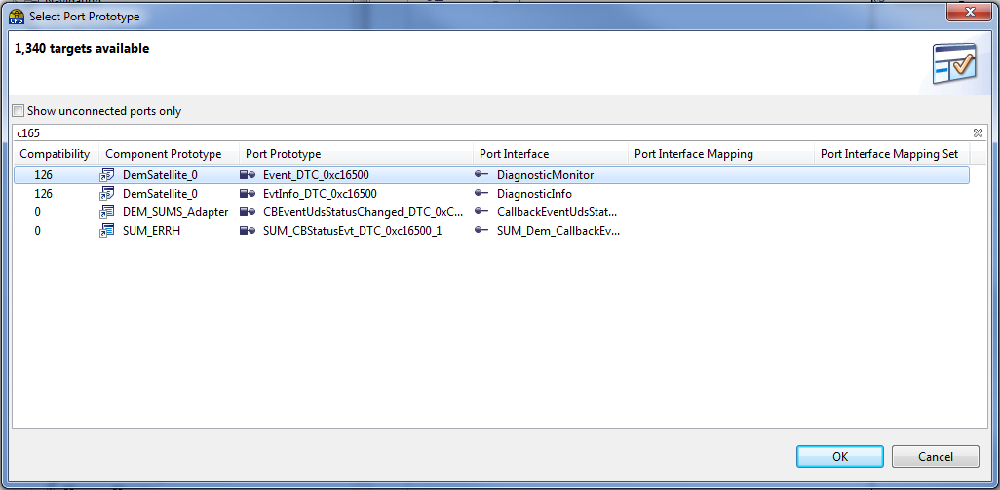 CFG Select Port Prototype
1,340 targets available
Show unconnected ports only
c165
Compatibility Component Prototype Port Prototype Port Interface Port Interface Mapping Port Interface Mapping Set
126 DemSatellite_0 Event_DTC_0xc16500 DiagnosticMonitor
126 DemSatellite_0 EvtInfo_DTC_0xc16500 DiagnosticInfo
0 DEM_SUMS_Adapter CBEventUdsStatusChanged_DTC_0xC... CallbackEventUdsStat...
0 SUM_ERRH SUM_CBStatusEvt_DTC_0xc16500_1 SUM_Dem_CallbackEv...
OK Cancel